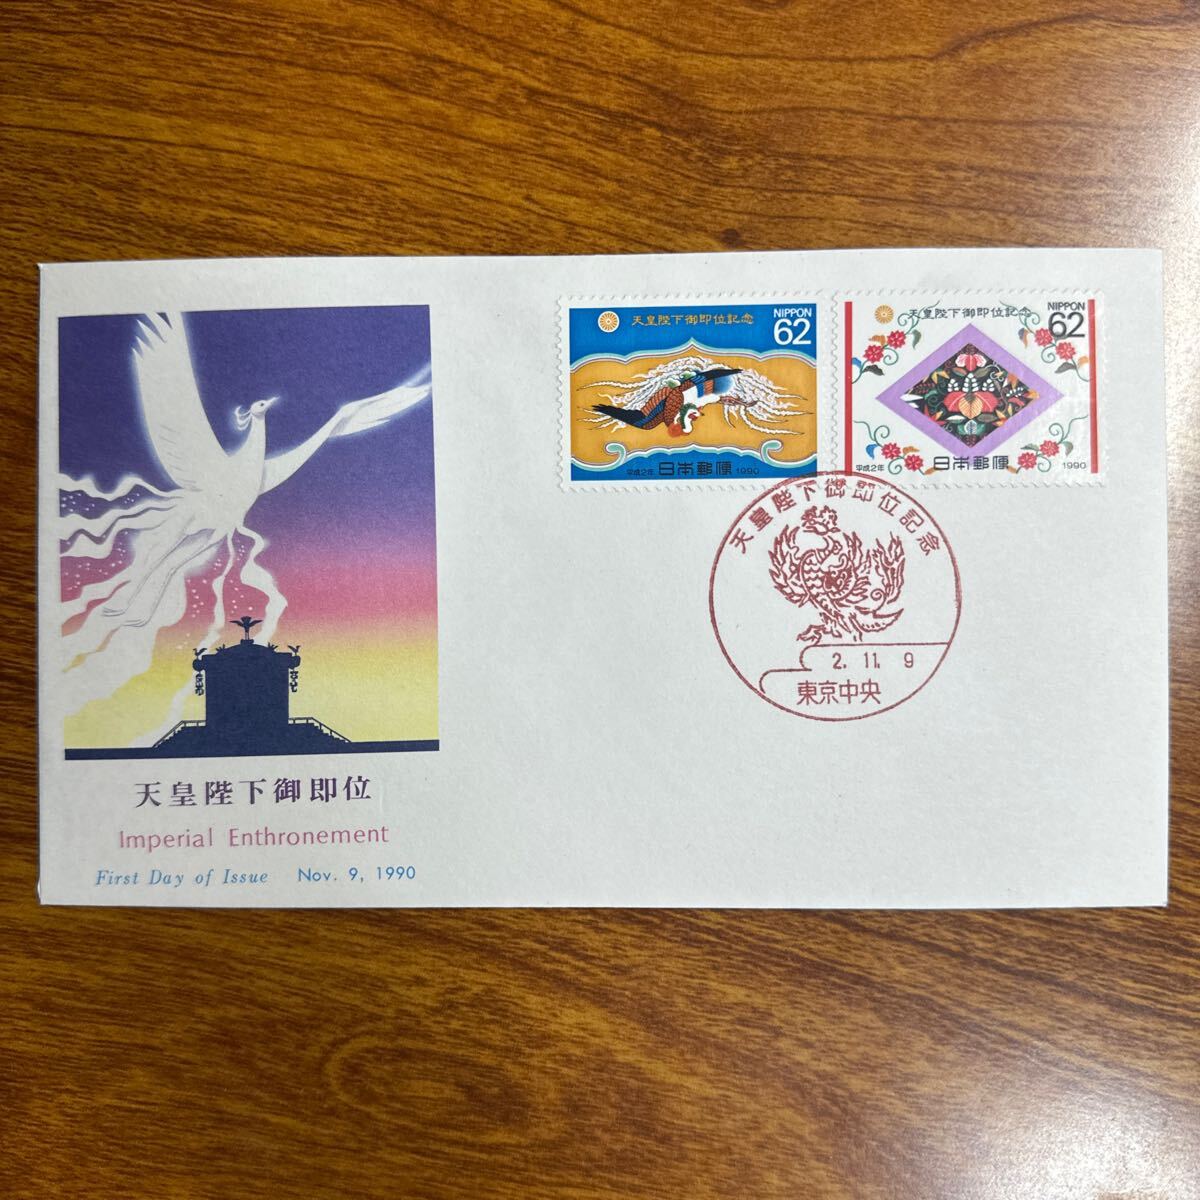 天皇陛下御即位記念
NIPPON
62
平成2年 日本郵便 1990
天皇陛下御即位記念
NIPPON
62
平成2年 日本郵便 1990
天皇陛下御即位記念
2.11.9
東京中央
天皇陛下御即位
Imperial Enthronement
First Day of Issue Nov. 9, 1990